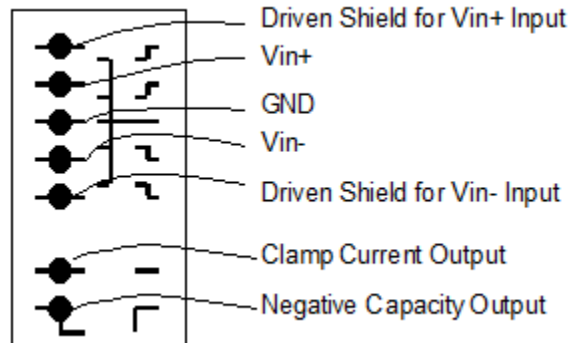 Driven Shield for Vin+ Input
Vin+
GND
Vin-
Driven Shield for Vin- Input
Clamp Current Output
Negative Capacity Output